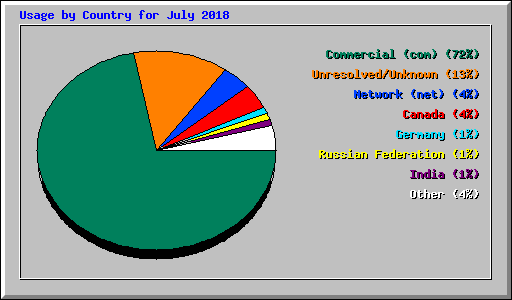 Usage by Country for July 2018
Commercial (com) (72%)
Unresolved/Unknown (13%)
Network (net) (4%)
Canada (4%)
Germany (1%)
Russian Federation (1%)
India (1%)
Other (4%)